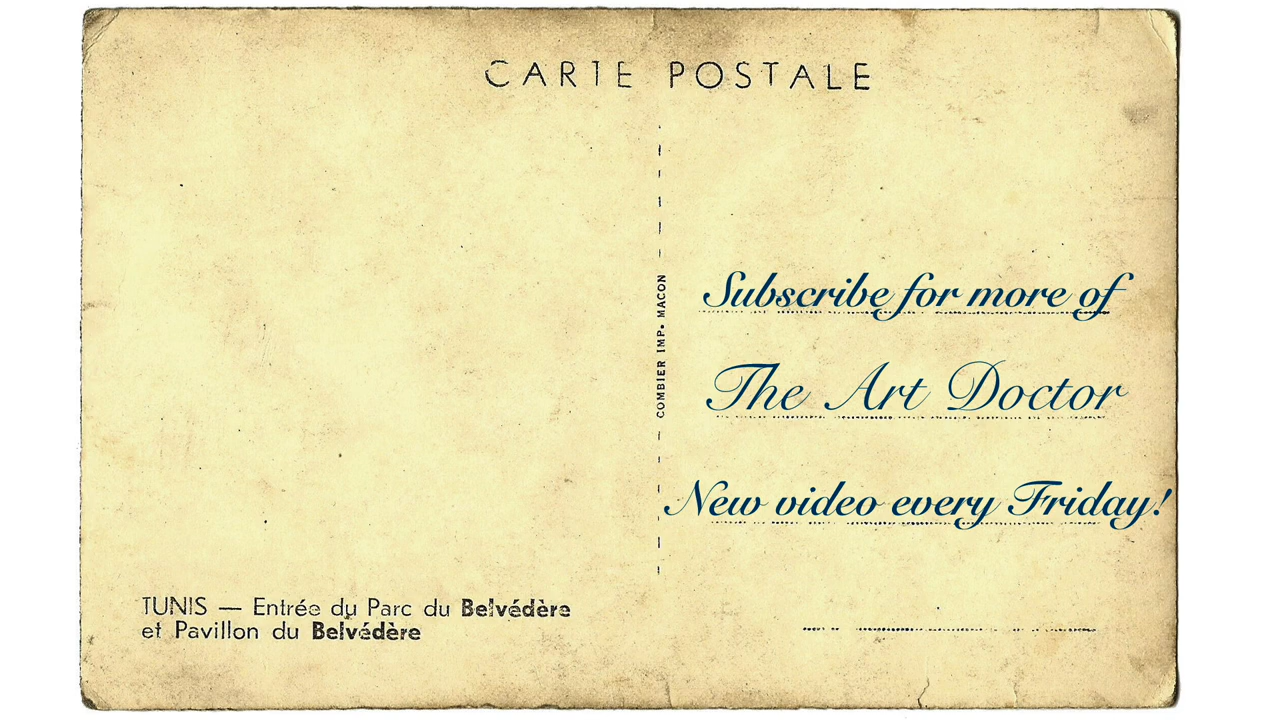 CARTE POSTALE
COMBIER IMP. MACON
Subscribe for more of
The Art Doctor
New video every Friday!
TUNIS — Entrée du Parc du Belvédère
et Pavillon du Belvédère